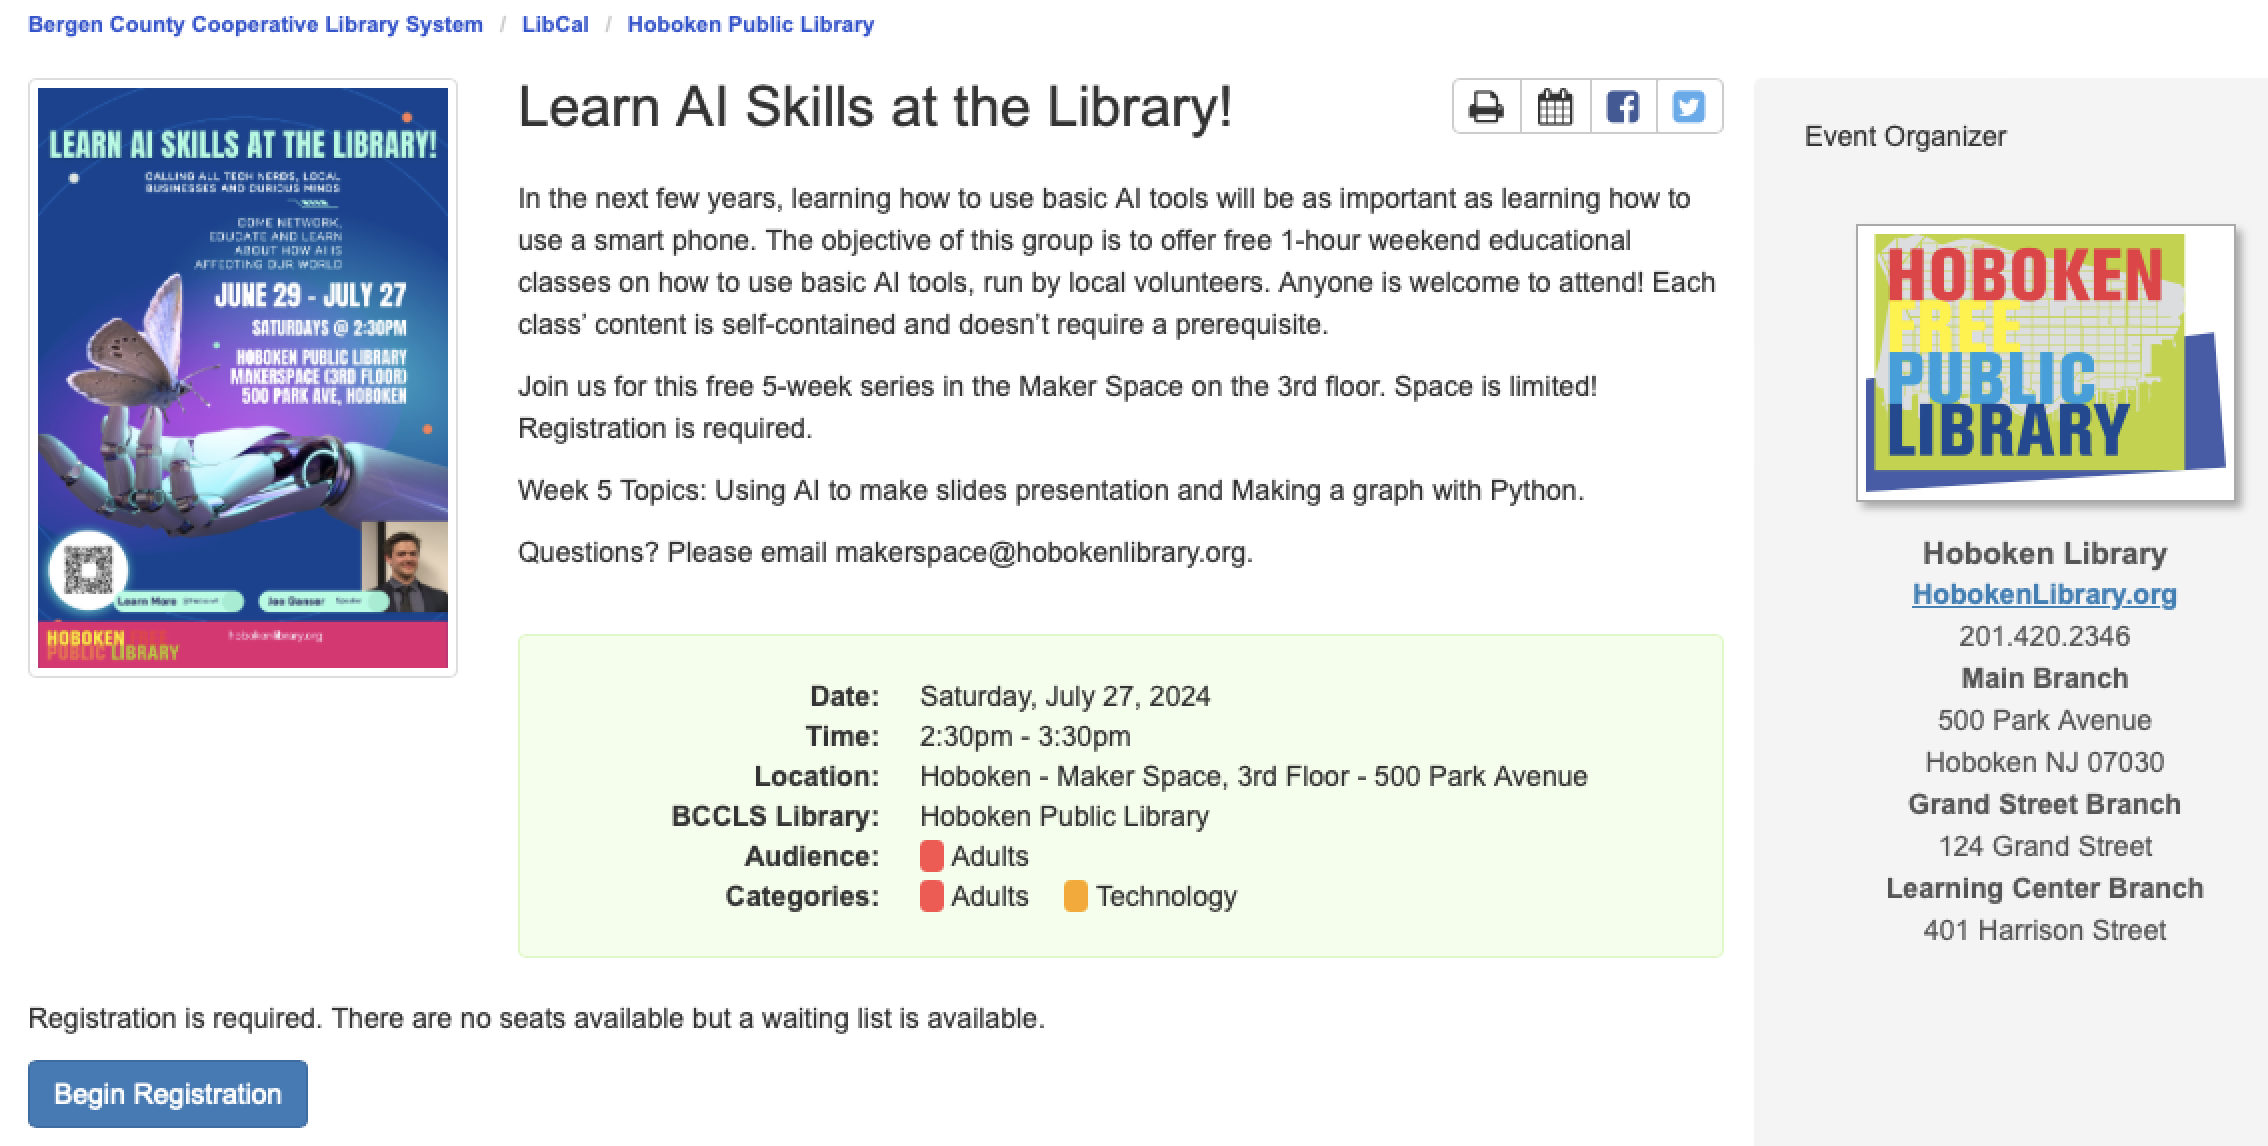 Bergen County Cooperative Library System / LibCal / Hoboken Public Library
LEARN AI SKILLS AT THE LIBRARY!
CALLING ALL TECH NERDS, LOCAL
BUSINESSES AND CURIOUS MINDS
COME NETWORK,
EDUCATE AND LEARN
ABOUT HOW AI IS
AFFECTING OUR WORLD
JUNE 29 - JULY 27
SATURDAYS @ 2:30PM
HOBOKEN PUBLIC LIBRARY
MAKERSPACE (3RD FLOOR)
500 PARK AVE, HOBOKEN
Learn More
Joe Ganser Speaker
HOBOKEN FREE
PUBLIC LIBRARY
hobokenlibrary.org
Learn AI Skills at the Library!
In the next few years, learning how to use basic AI tools will be as important as learning how to
use a smart phone. The objective of this group is to offer free 1-hour weekend educational
classes on how to use basic AI tools, run by local volunteers. Anyone is welcome to attend! Each
class’ content is self-contained and doesn’t require a prerequisite.
Join us for this free 5-week series in the Maker Space on the 3rd floor. Space is limited!
Registration is required.
Week 5 Topics: Using AI to make slides presentation and Making a graph with Python.
Questions? Please email makerspace@hobokenlibrary.org.
Date: Saturday, July 27, 2024
Time: 2:30pm - 3:30pm
Location: Hoboken - Maker Space, 3rd Floor - 500 Park Avenue
BCCLS Library: Hoboken Public Library
Audience: Adults
Categories: Adults Technology
Registration is required. There are no seats available but a waiting list is available.
Begin Registration
Event Organizer
HOBOKEN
FREE
PUBLIC
LIBRARY
Hoboken Library
HobokenLibrary.org
201.420.2346
Main Branch
500 Park Avenue
Hoboken NJ 07030
Grand Street Branch
124 Grand Street
Learning Center Branch
401 Harrison Street